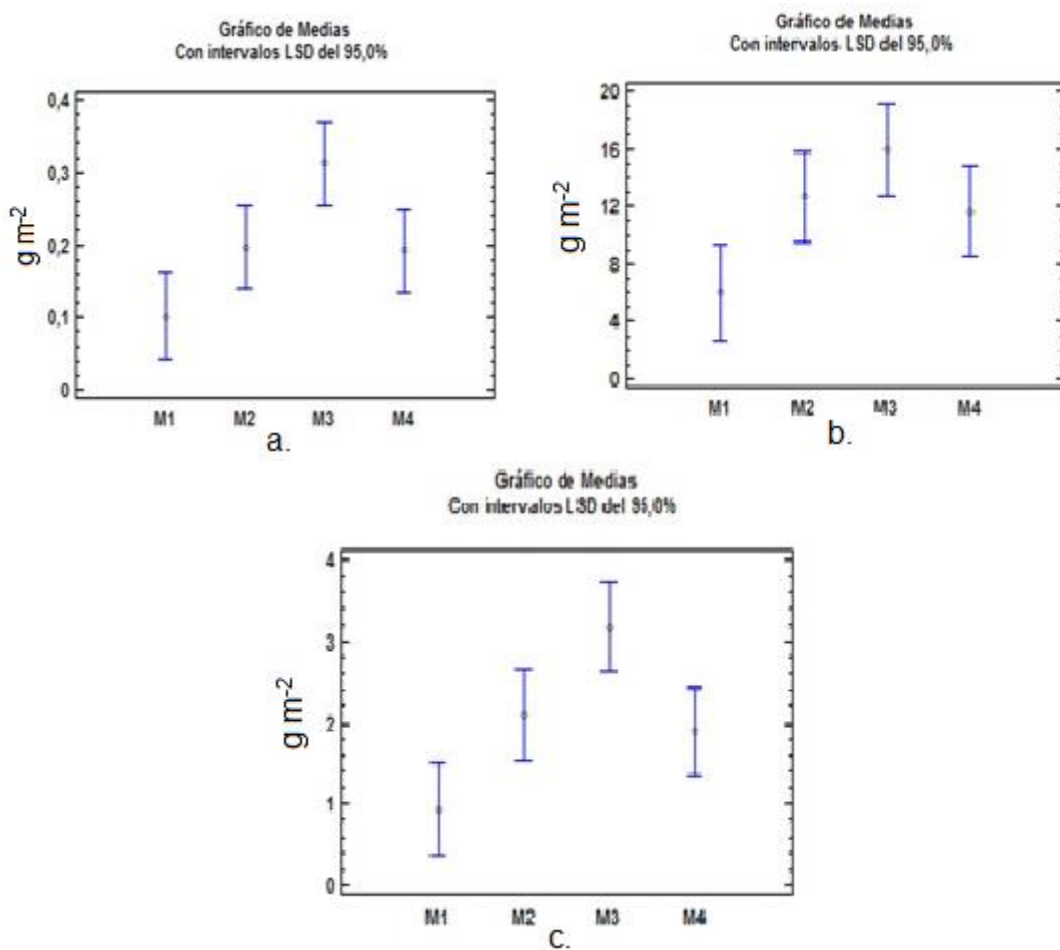 Gráfico de Medias
Con intervalos LSD del 95,0%
0,4
0,3
0,2
0,1
0
g m-2
M1 M2 M3 M4
a.
Gráfico de Medias
Con intervalos LSD del 95,0%
20
16
12
8
4
0
g m-2
M1 M2 M3 M4
b.
Gráfico de Medias
Con intervalos LSD del 95,0%
4
3
2
1
0
g m-2
M1 M2 M3 M4
c.